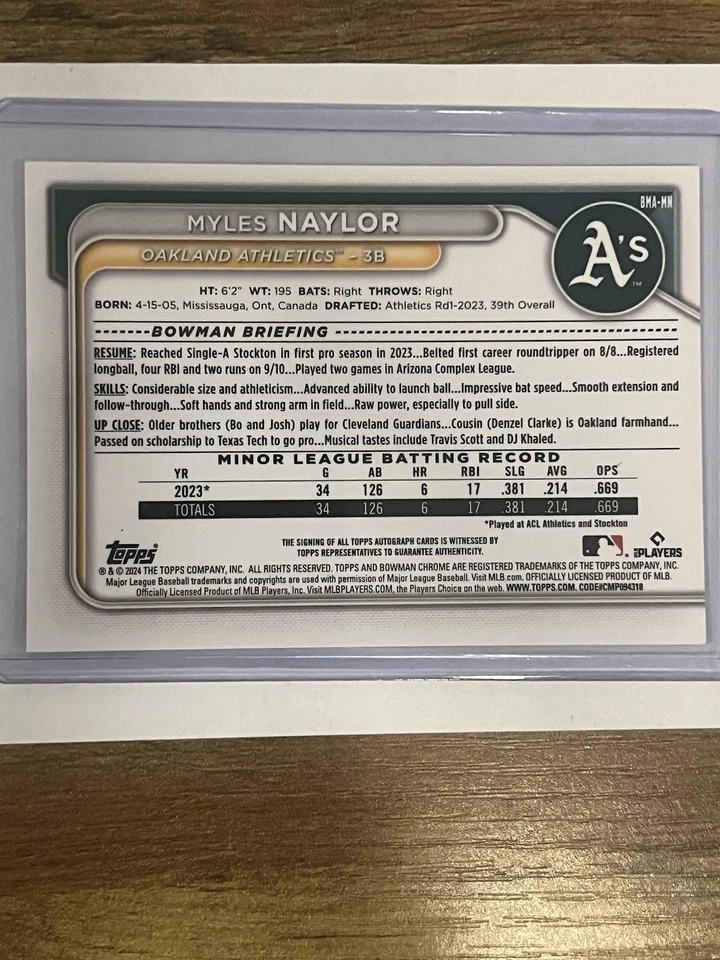 BMA-MN
MYLES NAYLOR
OAKLAND ATHLETICS™ – 3B
A's
TM
HT: 6'2" WT: 195 BATS: Right THROWS: Right
BORN: 4-15-05, Mississauga, Ont, Canada DRAFTED: Athletics Rd1-2023, 39th Overall
BOWMAN BRIEFING
RESUME: Reached Single-A Stockton in first pro season in 2023...Belted first career roundtripper on 8/8...Registered
longball, four RBI and two runs on 9/10...Played two games in Arizona Complex League.
SKILLS: Considerable size and athleticism...Advanced ability to launch ball...Impressive bat speed...Smooth extension and
follow-through...Soft hands and strong arm in field...Raw power, especially to pull side.
UP CLOSE: Older brothers (Bo and Josh) play for Cleveland Guardians...Cousin (Denzel Clarke) is Oakland farmhand...
Passed on scholarship to Texas Tech to go pro...Musical tastes include Travis Scott and DJ Khaled.
MINOR LEAGUE BATTING RECORD
YR G AB HR RBI SLG AVG OPS
2023* 34 126 6 17 .381 .214 .669
TOTALS 34 126 6 17 .381 .214 .669
*Played at ACL Athletics and Stockton
Topps
THE SIGNING OF ALL TOPPS AUTOGRAPH CARDS IS WITNESSED BY
TOPPS REPRESENTATIVES TO GUARANTEE AUTHENTICITY.
MLB PLAYERS
® & © 2024 THE TOPPS COMPANY, INC. ALL RIGHTS RESERVED. TOPPS AND BOWMAN CHROME ARE REGISTERED TRADEMARKS OF THE TOPPS COMPANY, INC.
Major League Baseball trademarks and copyrights are used with permission of Major League Baseball. Visit MLB.com. OFFICIALLY LICENSED PRODUCT OF MLB.
Officially Licensed Product of MLB Players, Inc. Visit MLBPLAYERS.COM, the Players Choice on the web. WWW.TOPPS.COM. CODE#CMP094310